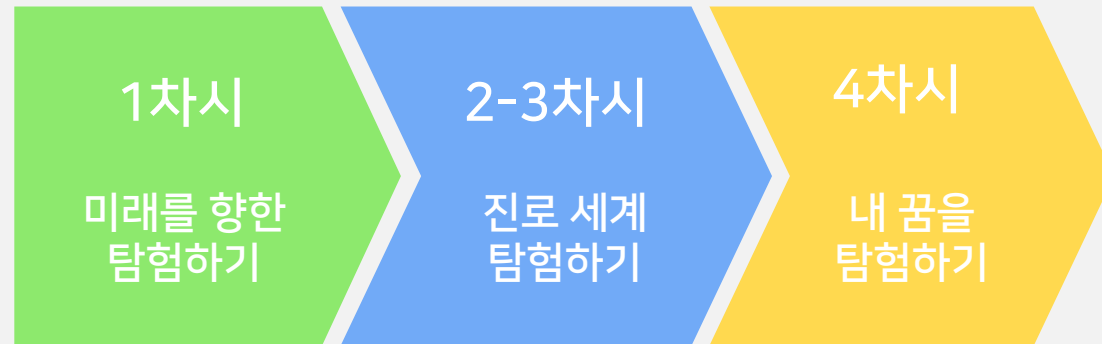 1차시
미래를 향한
탐험하기
2-3차시
진로 세계
탐험하기
4차시
내 꿈을
탐험하기